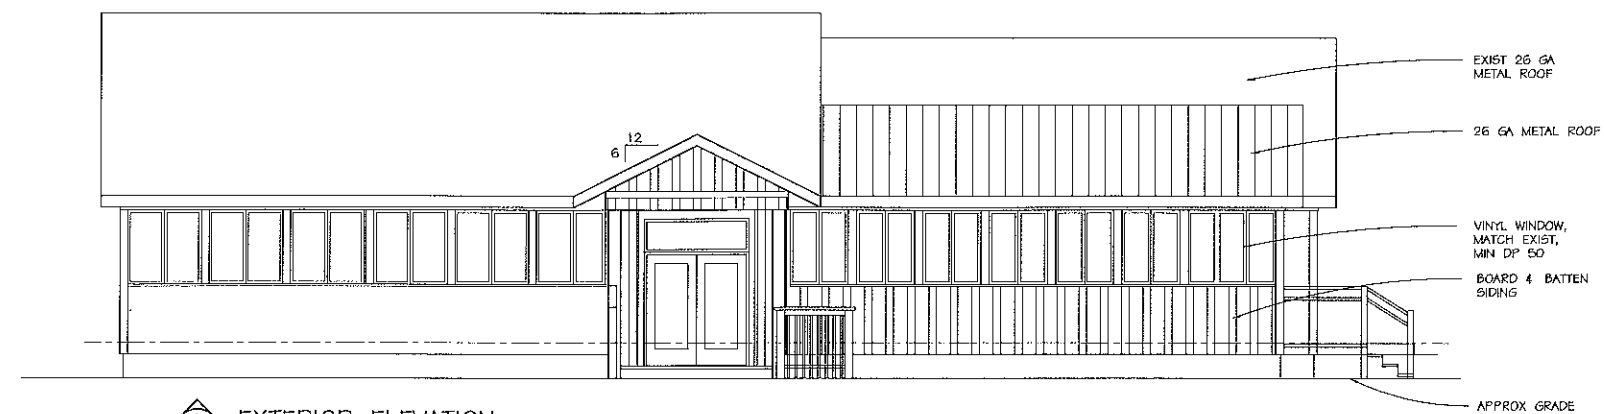 EXIST 26 GA
METAL ROOF
12
6
26 GA METAL ROOF
VINYL WINDOW,
MATCH EXIST,
MIN DP 50
BOARD & BATTEN
SIDING
APPROX GRADE
EXTERIOR ELEVATION